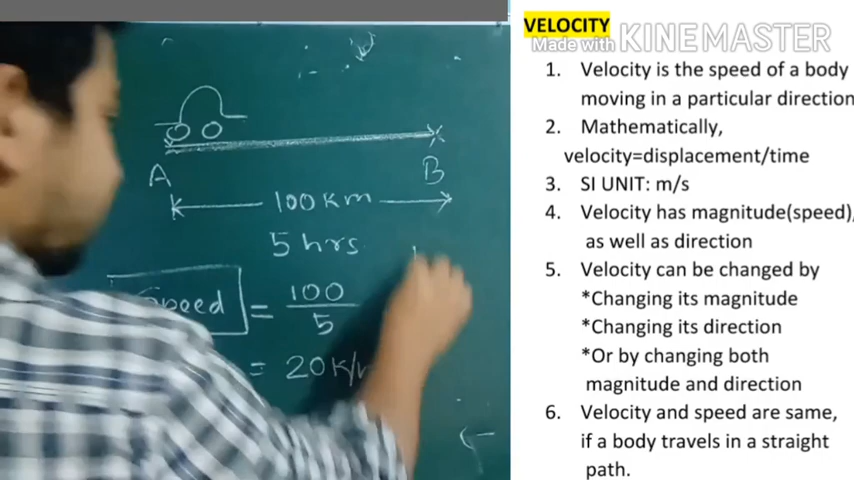 A
B
100 km
5 hrs
Speed = 100
5
= 20 K/
VELOCITY
Made with KINEMASTER
1. Velocity is the speed of a body
moving in a particular direction
2. Mathematically,
velocity=displacement/time
3. SI UNIT: m/s
4. Velocity has magnitude(speed),
as well as direction
5. Velocity can be changed by
*Changing its magnitude
*Changing its direction
*Or by changing both
magnitude and direction
6. Velocity and speed are same,
if a body travels in a straight
path.